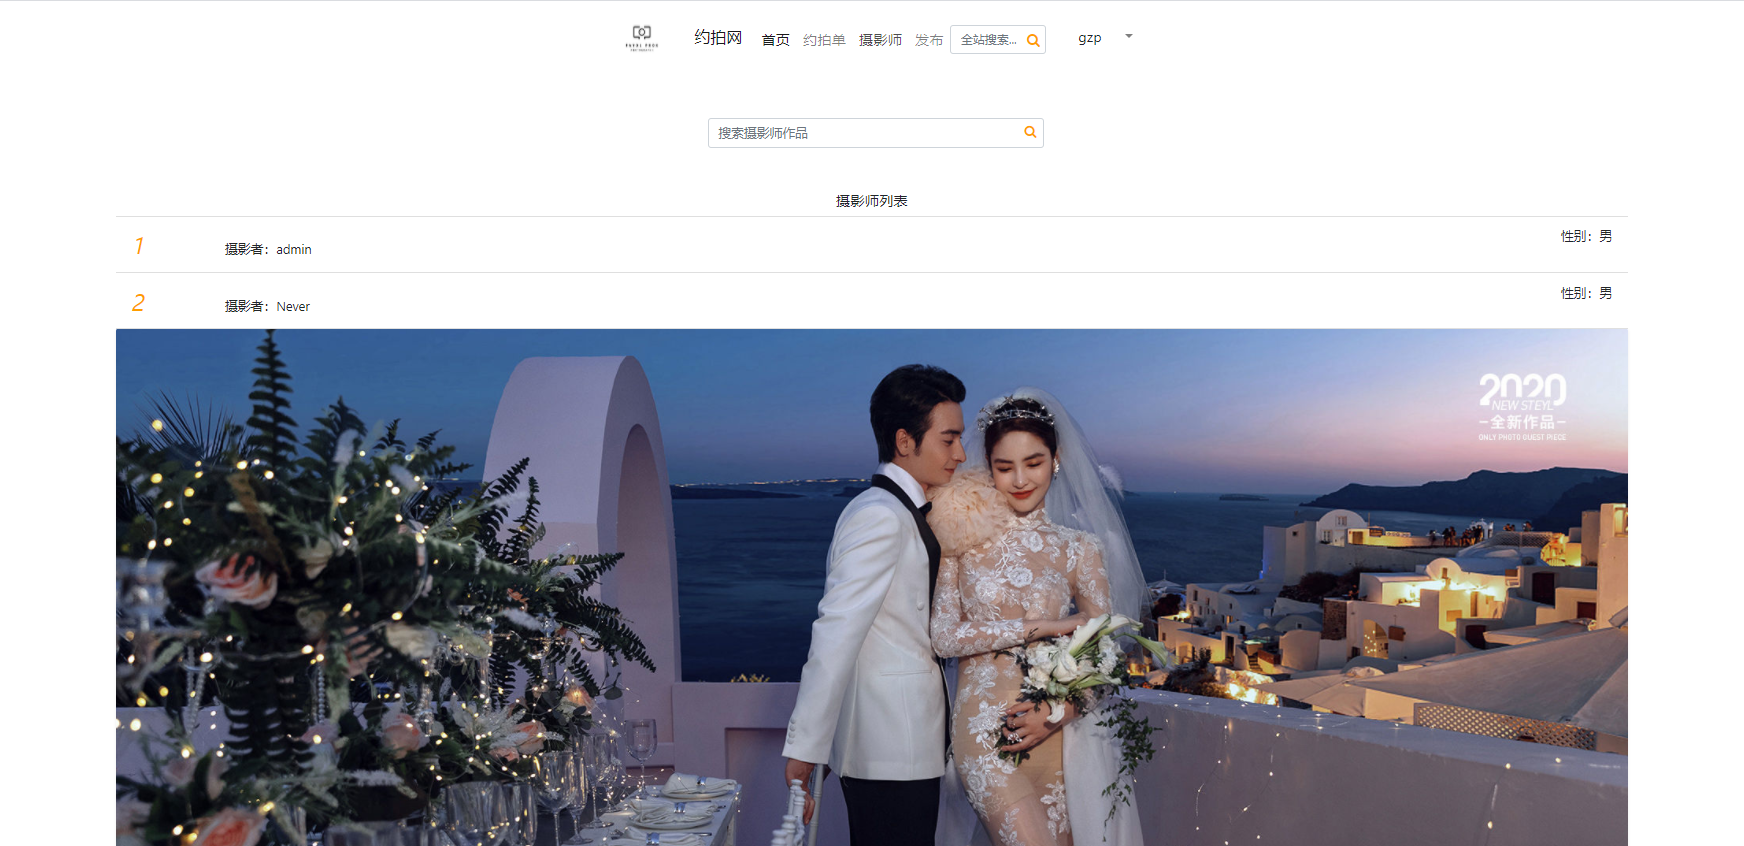 约拍网 首页 约拍单 摄影师 发布 全站搜索... gzp
搜索摄影师作品
摄影师列表
1 摄影者：admin 性别：男
2 摄影者：Never 性别：男
2020
NEW STEYL
全新作品
ONLY PHOTO GUEST PIECE